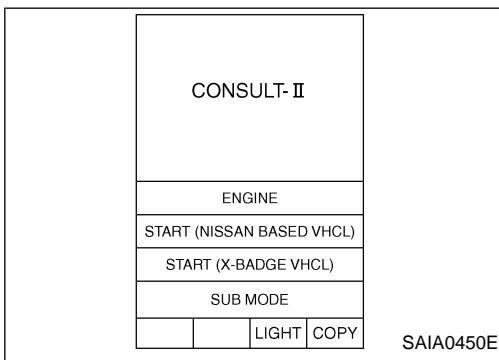 CONSULT-Ⅱ
ENGINE
START (NISSAN BASED VHCL)
START (X-BADGE VHCL)
SUB MODE
LIGHT COPY
SAIA0450E